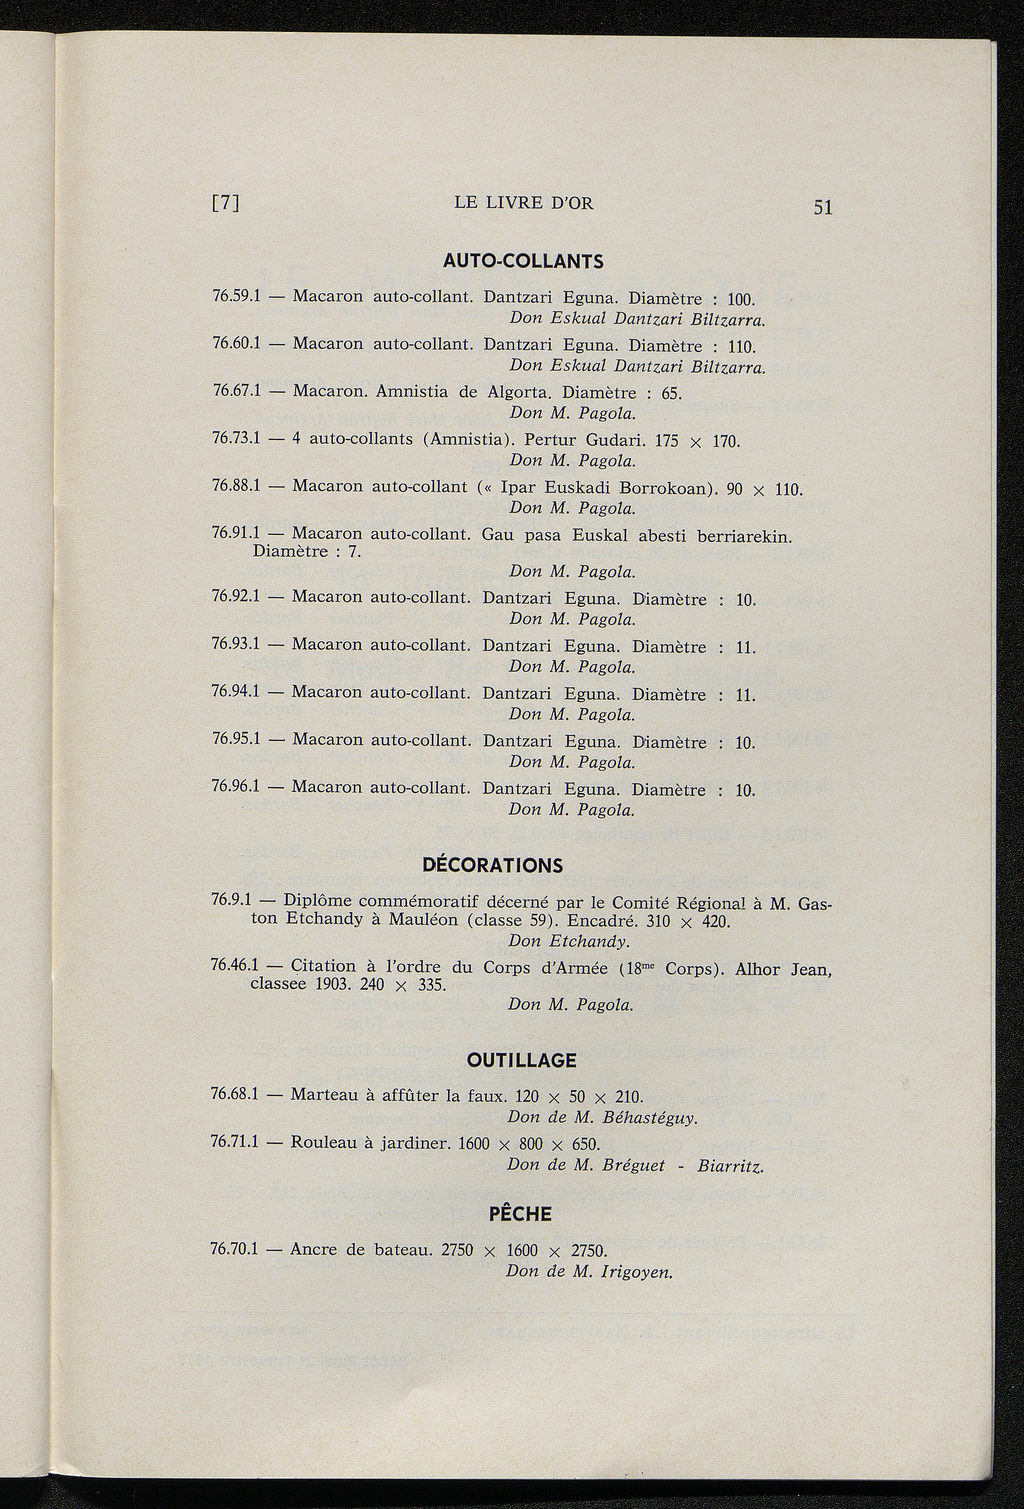 [7] LE LIVRE D'OR 51
AUTO-COLLANTS
76.59.1 — Macaron auto-collant. Dantzari Eguna. Diamètre : 100.
Don Eskual Dantzari Biltzarra.
76.60.1 — Macaron auto-collant. Dantzari Eguna. Diamètre : 110.
Don Eskual Dantzari Biltzarra.
76.67.1 — Macaron. Amnistia de Algorta. Diamètre : 65.
Don M. Pagola.
76.73.1 — 4 auto-collants (Amnistia). Pertur Gudari. 175 × 170.
Don M. Pagola.
76.88.1 — Macaron auto-collant (« Ipar Euskadi Borrokoan). 90 × 110.
Don M. Pagola.
76.91.1 — Macaron auto-collant. Gau pasa Euskal abesti berriarekin.
Diamètre : 7.
Don M. Pagola.
76.92.1 — Macaron auto-collant. Dantzari Eguna. Diamètre : 10.
Don M. Pagola.
76.93.1 — Macaron auto-collant. Dantzari Eguna. Diamètre : 11.
Don M. Pagola.
76.94.1 — Macaron auto-collant. Dantzari Eguna. Diamètre : 11.
Don M. Pagola.
76.95.1 — Macaron auto-collant. Dantzari Eguna. Diamètre : 10.
Don M. Pagola.
76.96.1 — Macaron auto-collant. Dantzari Eguna. Diamètre : 10.
Don M. Pagola.
DÉCORATIONS
76.9.1 — Diplôme commémoratif décerné par le Comité Régional à M. Gas-
ton Etchandy à Mauléon (classe 59). Encadré. 310 × 420.
Don Etchandy.
76.46.1 — Citation à l'ordre du Corps d'Armée (18me Corps). Alhor Jean,
classee 1903. 240 × 335.
Don M. Pagola.
OUTILLAGE
76.68.1 — Marteau à affûter la faux. 120 × 50 × 210.
Don de M. Béhastéguy.
76.71.1 — Rouleau à jardiner. 1600 × 800 × 650.
Don de M. Bréguet - Biarritz.
PÊCHE
76.70.1 — Ancre de bateau. 2750 × 1600 × 2750.
Don de M. Irigoyen.